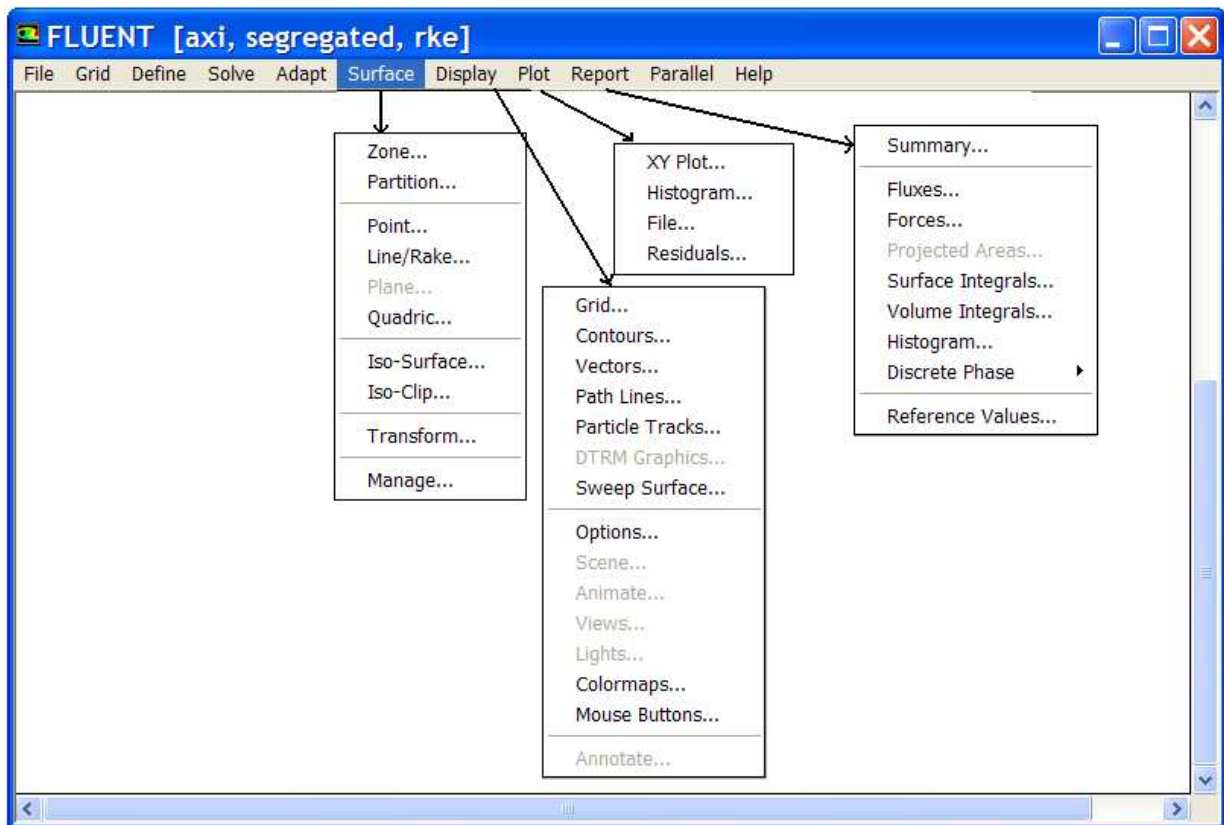 FLUENT [axi, segregated, rke]
File Grid Define Solve Adapt Surface Display Plot Report Parallel Help
Zone...
Partition...
Point...
Line/Rake...
Plane...
Quadric...
Iso-Surface...
Iso-Clip...
Transform...
Manage...
Grid...
Contours...
Vectors...
Path Lines...
Particle Tracks...
DTRM Graphics...
Sweep Surface...
Options...
Scene...
Animate...
Views...
Lights...
Colormaps...
Mouse Buttons...
Annotate...
XY Plot...
Histogram...
File...
Residuals...
Summary...
Fluxes...
Forces...
Projected Areas...
Surface Integrals...
Volume Integrals...
Histogram...
Discrete Phase
Reference Values...